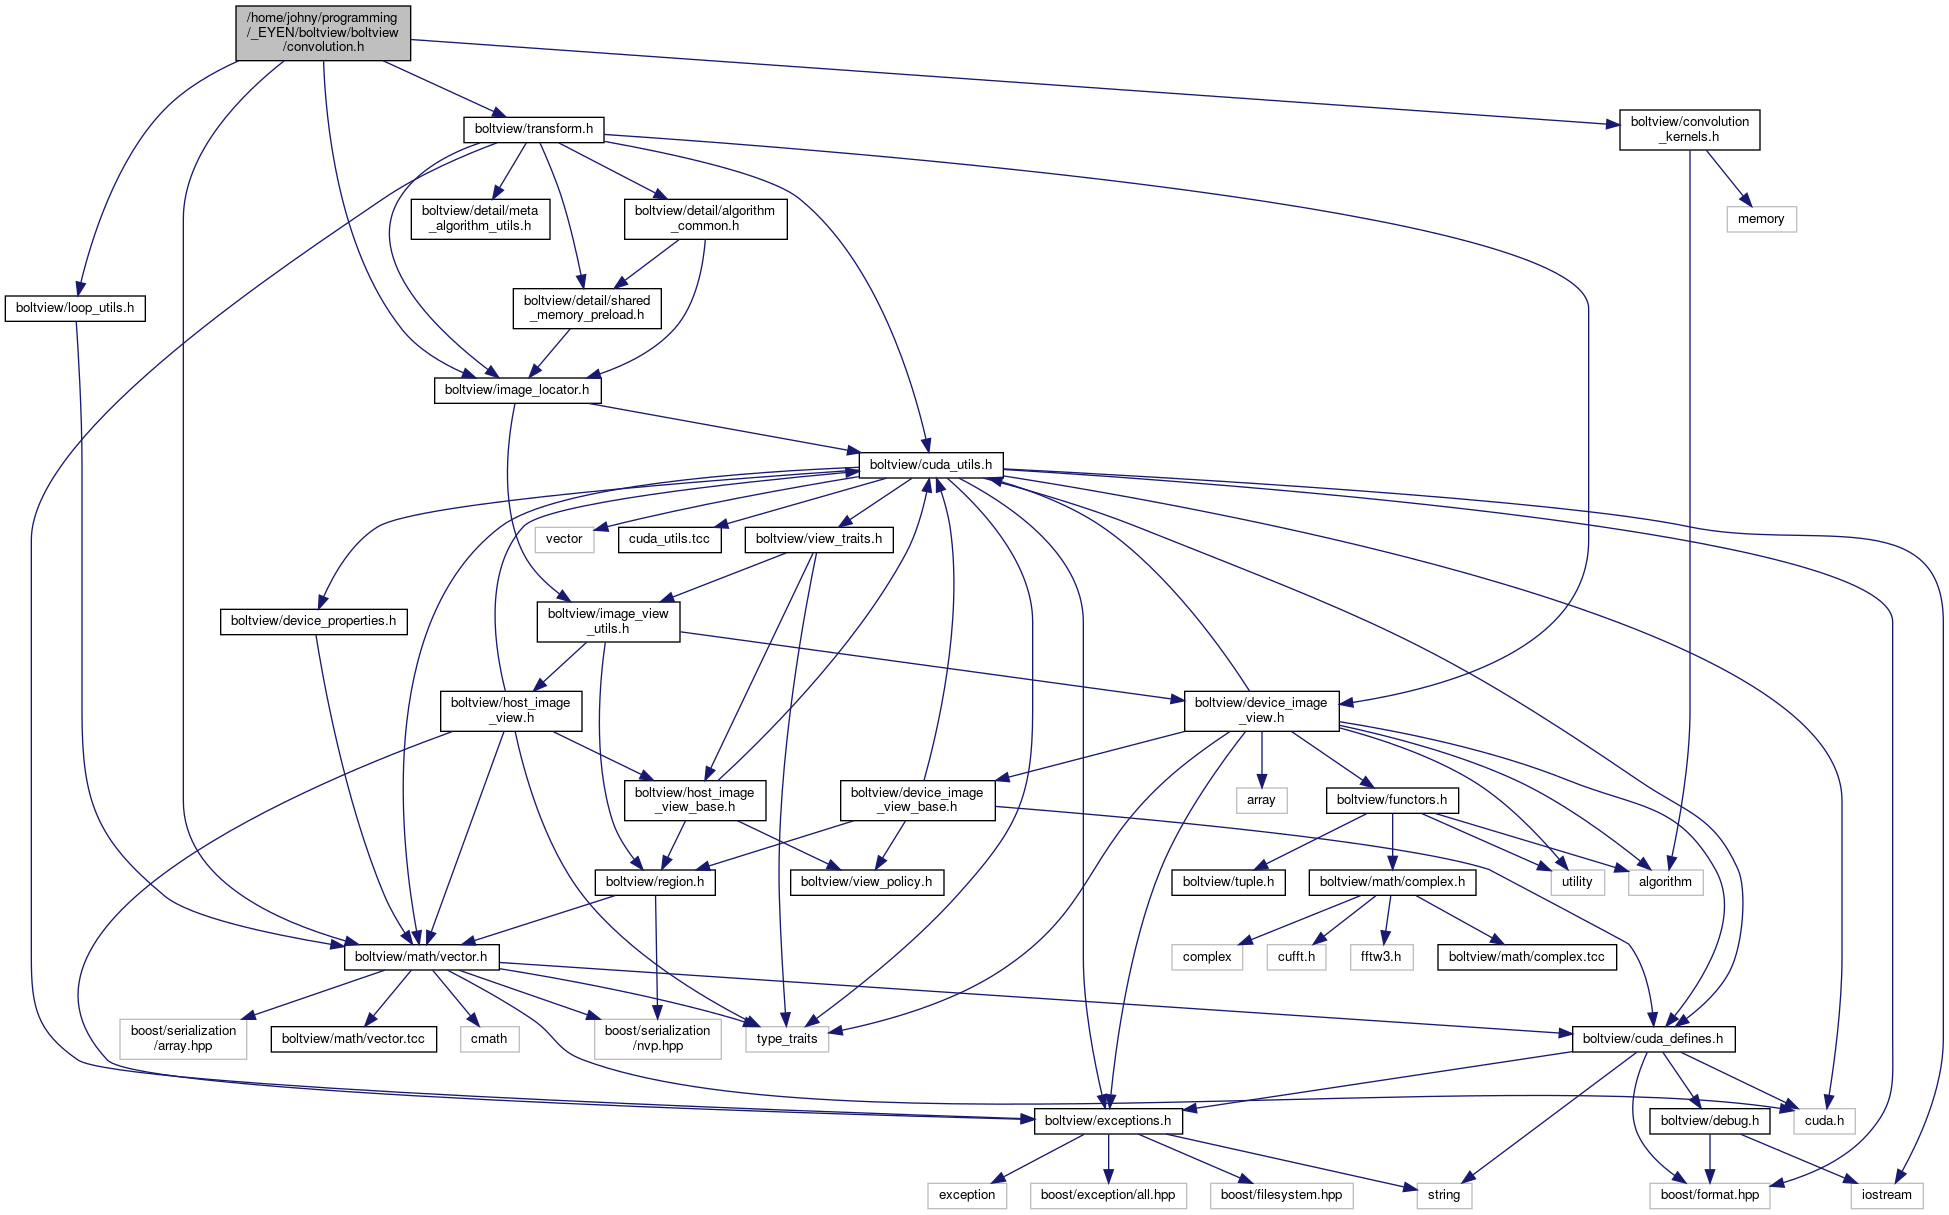 /home/johny/programming
/_EYEN/boltview/boltview
/convolution.h
boltview/transform.h
boltview/convolution
_kernels.h
boltview/detail/meta
_algorithm_utils.h
boltview/detail/algorithm
_common.h
memory
boltview/loop_utils.h
boltview/detail/shared
_memory_preload.h
boltview/image_locator.h
boltview/cuda_utils.h
vector
cuda_utils.tcc
boltview/view_traits.h
boltview/device_properties.h
boltview/image_view
_utils.h
boltview/host_image
_view.h
boltview/device_image
_view.h
boltview/host_image
_view_base.h
boltview/device_image
_view_base.h
array
boltview/functors.h
boltview/region.h
boltview/view_policy.h
boltview/tuple.h
boltview/math/complex.h
utility
algorithm
boltview/math/vector.h
complex
cufft.h
fftw3.h
boltview/math/complex.tcc
boost/serialization
/array.hpp
boltview/math/vector.tcc
cmath
boost/serialization
/nvp.hpp
type_traits
boltview/cuda_defines.h
boltview/exceptions.h
boltview/debug.h
cuda.h
exception
boost/exception/all.hpp
boost/filesystem.hpp
string
boost/format.hpp
iostream